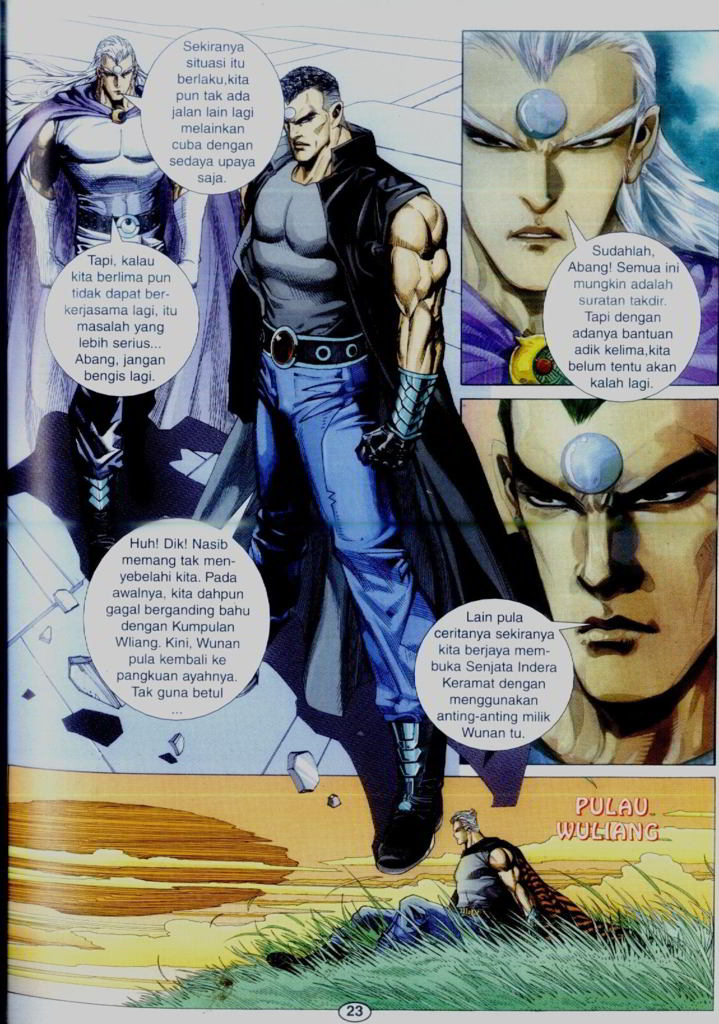 Sekiranya
situasi itu
berlaku,kita
pun tak ada
jalan lain lagi
melainkan
cuba dengan
sedaya upaya
saja.
Tapi, kalau
kita berlima pun
tidak dapat ber-
kerjasama lagi, itu
masalah yang
lebih serius...
Abang, jangan
bengis lagi.
Sudahlah,
Abang! Semua ini
mungkin adalah
suratan takdir.
Tapi dengan
adanya bantuan
adik kelima,kita
belum tentu akan
kalah lagi.
Huh! Dik! Nasib
memang tak men-
yebelahi kita. Pada
awalnya, kita dahpun
gagal berganding bahu
dengan Kumpulan
Wliang. Kini, Wunan
pula kembali ke
pangkuan ayahnya.
Tak guna betul
...
Lain pula
ceritanya sekiranya
kita berjaya mem-
buka Senjata Indera
Keramat dengan
menggunakan
anting-anting milik
Wunan tu.
PULAU
WULIANG
23